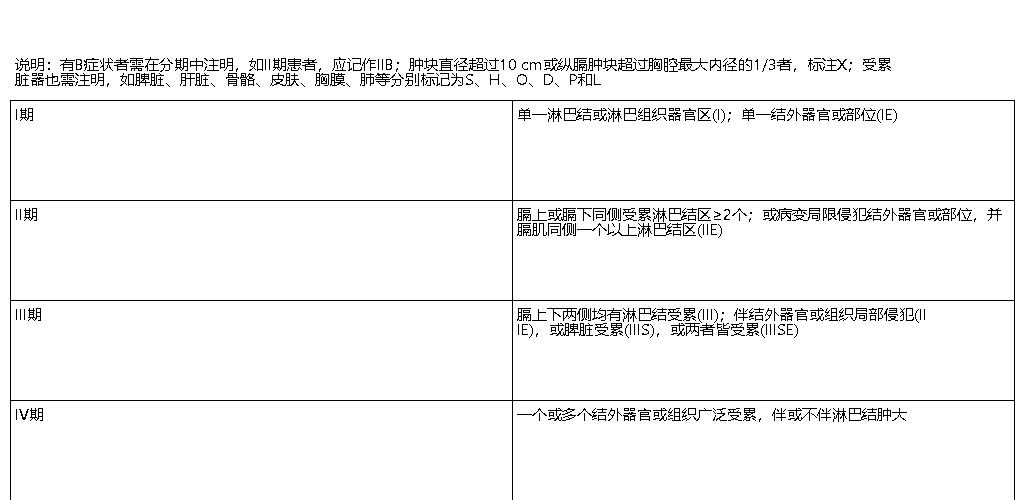 说明：有B症状者需在分期中注明，如II期患者，应记作IIB；肿块直径超过10 cm或纵膈肿块超过胸腔最大内径的1/3者，标注X；受累
脏器也需注明，如脾脏、肝脏、骨骼、皮肤、胸膜、肺等分别标记为S、H、O、D、P和L
I期
单一淋巴结或淋巴组织器官区(I)；单一结外器官或部位(IE)
II期
膈上或膈下同侧受累淋巴结区≥2个；或病变局限侵犯结外器官或部位，并
膈肌同侧一个以上淋巴结区(IIE)
III期
膈上下两侧均有淋巴结受累(III)；伴结外器官或组织局部侵犯(II
IE)，或脾脏受累(IIIS)，或两者皆受累(IIISE)
IV期
一个或多个结外器官或组织广泛受累，伴或不伴淋巴结肿大